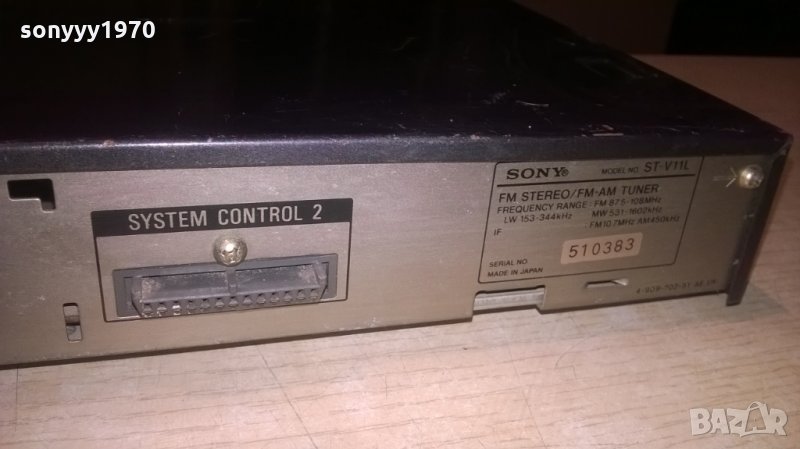 sonyyy1970
SYSTEM CONTROL 2
SONY® MODEL NO. ST-V11L
FM STEREO/FM-AM TUNER
FREQUENCY RANGE : FM 87.5-108MHz
LW 153-344kHz MW 531-1602kHz
IF : FM10.7MHz AM450kHz
510383
SERIAL NO.
MADE IN JAPAN
BAZAR